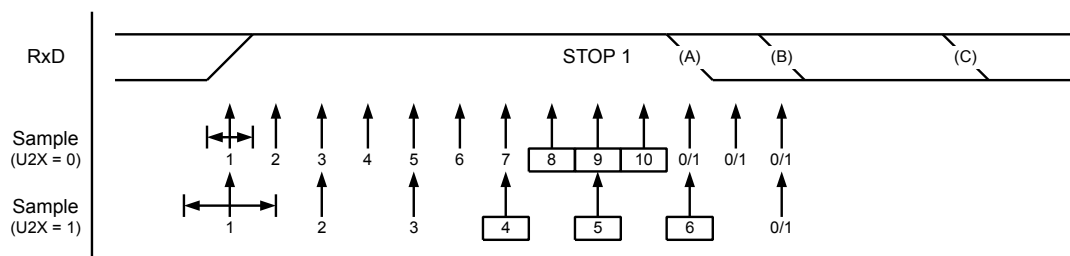 RxD STOP 1 (A) (B) (C)
Sample
(U2X = 0)
1 2 3 4 5 6 7 8 9 10 0/1 0/1 0/1
Sample
(U2X = 1)
1 2 3 4 5 6 0/1